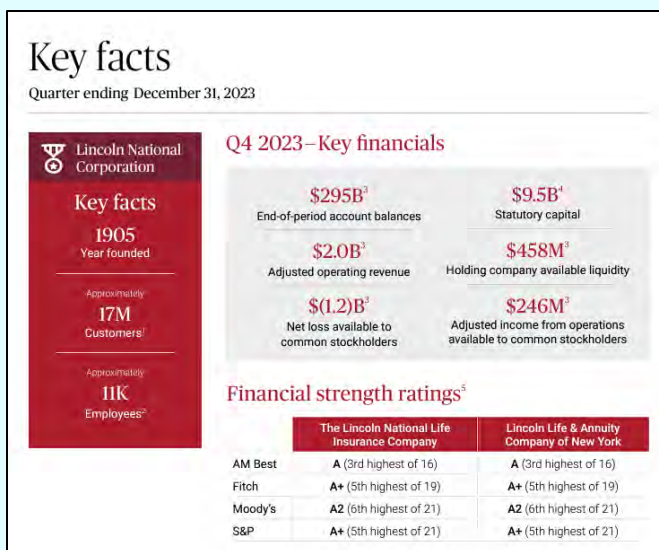 Key facts
Quarter ending December 31, 2023
Lincoln National
Corporation
Key facts
1905
Year founded
Approximately
17M
Customers¹
Approximately
11K
Employees²
Q4 2023–Key financials
$295B³
End-of-period account balances
$9.5B⁴
Statutory capital
$2.0B³
Adjusted operating revenue
$458M³
Holding company available liquidity
$(1.2)B³
Net loss available to
common stockholders
$246M³
Adjusted income from operations
available to common stockholders
Financial strength ratings⁵
The Lincoln National Life
Insurance Company
Lincoln Life & Annuity
Company of New York
AM Best A (3rd highest of 16) A (3rd highest of 16)
Fitch A+ (5th highest of 19) A+ (5th highest of 19)
Moody's A2 (6th highest of 21) A2 (6th highest of 21)
S&P A+ (5th highest of 21) A+ (5th highest of 21)